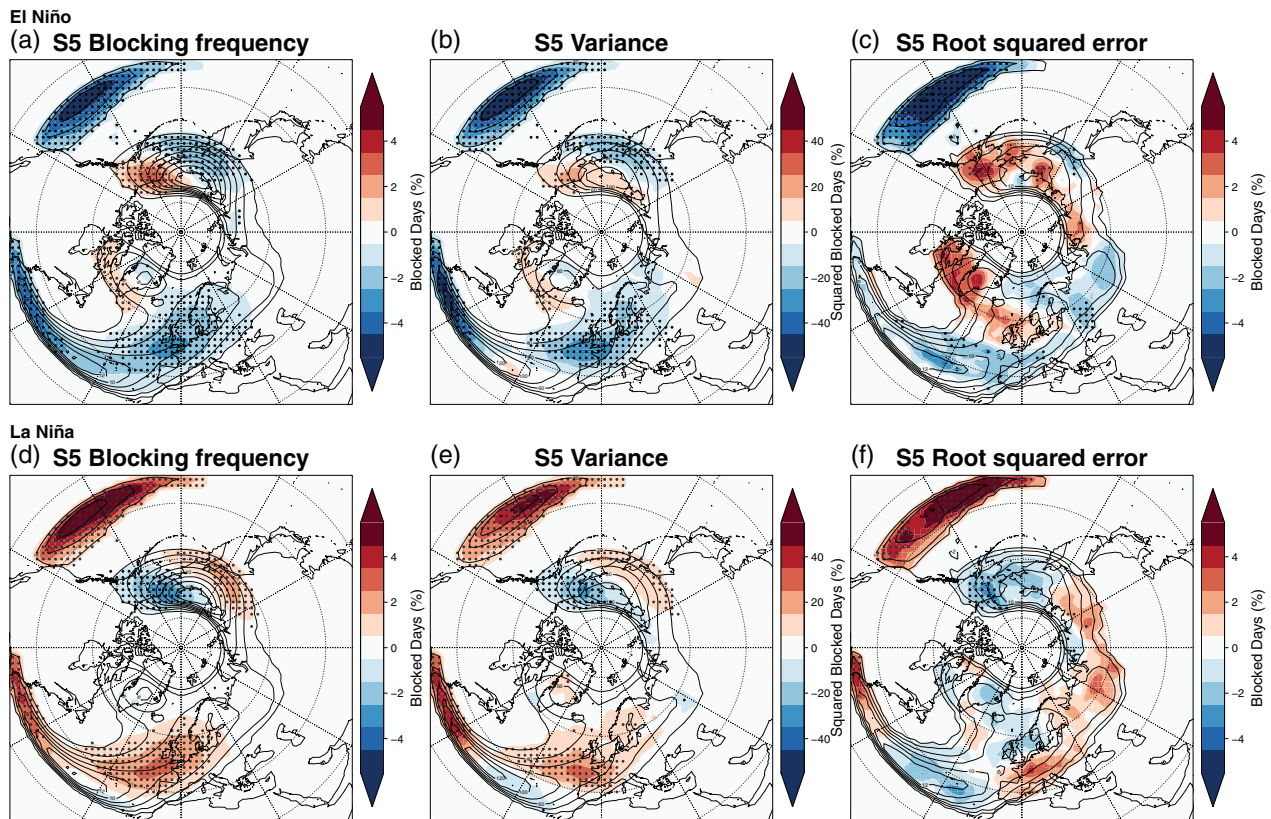 El Niño
(a) S5 Blocking frequency
(b) S5 Variance
(c) S5 Root squared error
4
2
0
−2
−4
Blocked Days (%)
40
20
0
−20
−40
Squared Blocked Days (%)
4
2
0
−2
−4
Blocked Days (%)
La Niña
(d) S5 Blocking frequency
(e) S5 Variance
(f) S5 Root squared error
4
2
0
−2
−4
Blocked Days (%)
40
20
0
−20
−40
Squared Blocked Days (%)
4
2
0
−2
−4
Blocked Days (%)